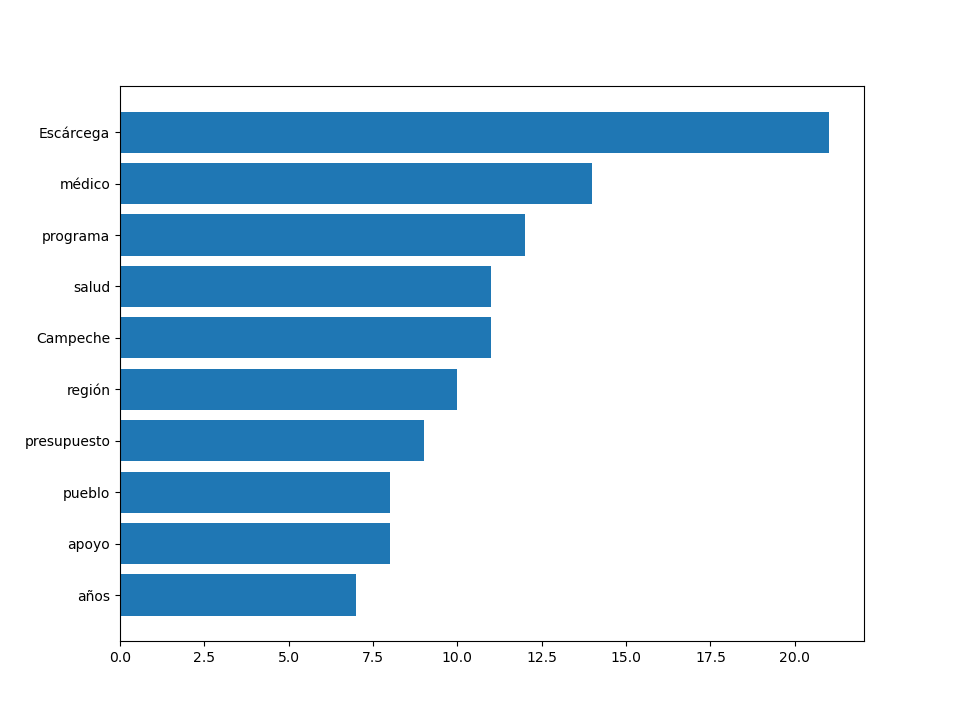 Escárcega
médico
programa
salud
Campeche
región
presupuesto
pueblo
apoyo
años
0.0 2.5 5.0 7.5 10.0 12.5 15.0 17.5 20.0